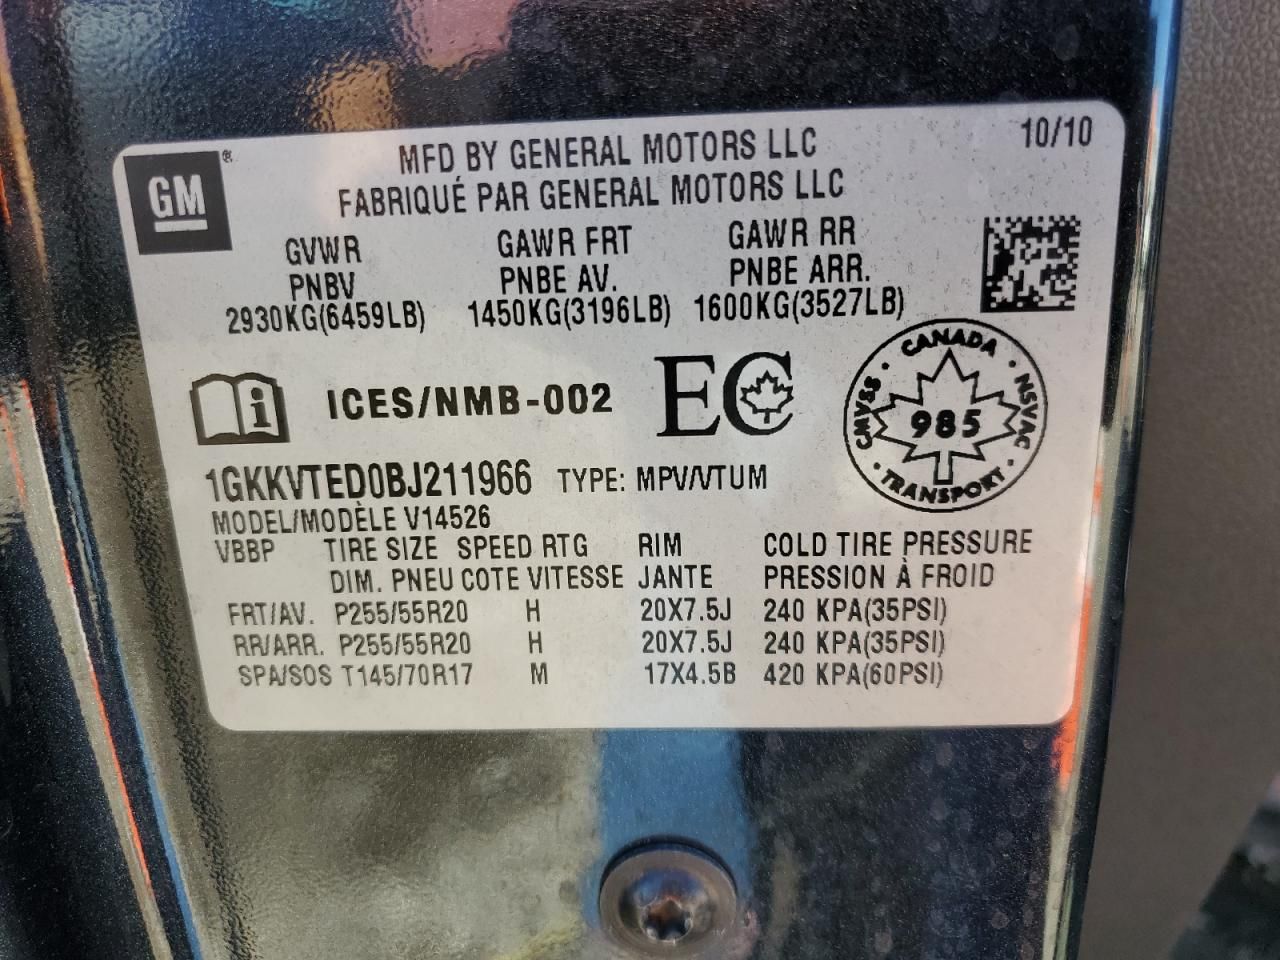 GM ®
MFD BY GENERAL MOTORS LLC 10/10
FABRIQUÉ PAR GENERAL MOTORS LLC
GVWR GAWR FRT GAWR RR
PNBV PNBE AV. PNBE ARR.
2930KG(6459LB) 1450KG(3196LB) 1600KG(3527LB)
i ICES/NMB-002 EC
CANADA
CMVSS 985 NSVAC
TRANSPORT
1GKKVTED0BJ211966 TYPE: MPV/VTUM
MODEL/MODÈLE V14526
VBBP TIRE SIZE SPEED RTG RIM COLD TIRE PRESSURE
DIM. PNEU COTE VITESSE JANTE PRESSION À FROID
FRT/AV. P255/55R20 H 20X7.5J 240 KPA(35PSI)
RR/ARR. P255/55R20 H 20X7.5J 240 KPA(35PSI)
SPA/SOS T145/70R17 M 17X4.5B 420 KPA(60PSI)